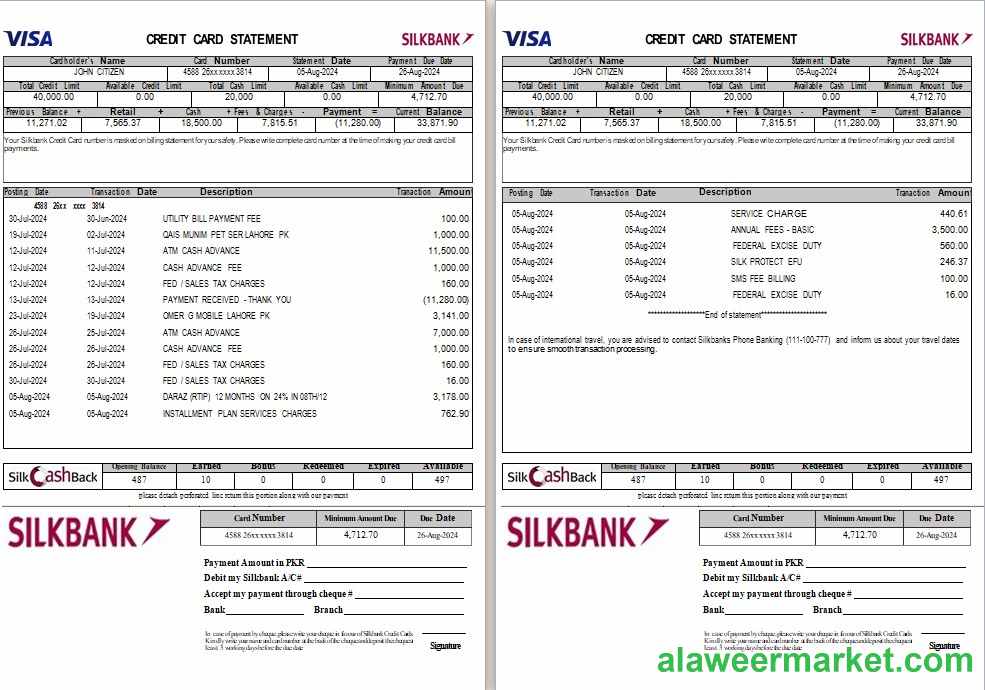 VISA CREDIT CARD STATEMENT SILKBANK
Cardholder's Name Card Number Statement Date Payment Due Date
JOHN CITIZEN 4588 26xxxxxx3814 05-Aug-2024 26-Aug-2024
Total Credit Limit Available Credit Limit Total Cash Limit Available Cash Limit Minimum Amount Due
40,000.00 0.00 20,000 0.00 4,712.70
Previous Balance + Retail + Cash + Fees & Charges - Payment = Current Balance
11,271.02 7,565.37 18,500.00 7,815.51 (11,280.00) 33,871.90
Your Silkbank Credit Card number is masked on billing statement for your safety. Please write complete card number at the time of making your credit card bill
payments.
Posting Date Transaction Date Description Tranaction Amoun
4588 26xx xxxx 3814
30-Jul-2024 30-Jun-2024 UTILITY BILL PAYMENT FEE 100.00
19-Jul-2024 02-Jul-2024 QAIS MUNIM PET SER LAHORE PK 1,000.00
12-Jul-2024 11-Jul-2024 ATM CASH ADVANCE 11,500.00
12-Jul-2024 12-Jul-2024 CASH ADVANCE FEE 1,000.00
12-Jul-2024 12-Jul-2024 FED / SALES TAX CHARGES 160.00
13-Jul-2024 13-Jul-2024 PAYMENT RECEIVED - THANK YOU (11,280.00)
23-Jul-2024 19-Jul-2024 OMER G MOBILE LAHORE PK 3,141.00
26-Jul-2024 25-Jul-2024 ATM CASH ADVANCE 7,000.00
26-Jul-2024 26-Jul-2024 CASH ADVANCE FEE 1,000.00
26-Jul-2024 26-Jul-2024 FED / SALES TAX CHARGES 160.00
30-Jul-2024 30-Jul-2024 FED / SALES TAX CHARGES 16.00
05-Aug-2024 05-Aug-2024 DARAZ (RTIP) 12 MONTHS ON 24% IN 08TH/12 3,178.00
05-Aug-2024 05-Aug-2024 INSTALLMENT PLAN SERVICES CHARGES 762.90
Silk CashBack Opening Balance Earned Bonus Redeemed Expired Available
487 10 0 0 0 497
please detach perforated line return this portion along with our payment
SILKBANK Card Number Minimum Amount Due Due Date
4588 26xxxxxx3814 4,712.70 26-Aug-2024
Payment Amount in PKR
Debit my Silkbank A/C#
Accept my payment through cheque #
Bank Branch
In case of payment by cheque, please write your cheque in favour of Silkbank Credit Cards
Kindly write your name and card number at the back of the cheque and deposit the cheque at least
3 working days before the due date Signature
VISA CREDIT CARD STATEMENT SILKBANK
Cardholder's Name Card Number Statement Date Payment Due Date
JOHN CITIZEN 4588 26xxxxxx3814 05-Aug-2024 26-Aug-2024
Total Credit Limit Available Credit Limit Total Cash Limit Available Cash Limit Minimum Amount Due
40,000.00 0.00 20,000 0.00 4,712.70
Previous Balance + Retail + Cash + Fees & Charges - Payment = Current Balance
11,271.02 7,565.37 18,500.00 7,815.51 (11,280.00) 33,871.90
Your Silkbank Credit Card number is masked on billing statement for your safety. Please write complete card number at the time of making your credit card bill
payments.
Posting Date Transaction Date Description Tranaction Amoun
05-Aug-2024 05-Aug-2024 SERVICE CHARGE 440.61
05-Aug-2024 05-Aug-2024 ANNUAL FEES - BASIC 3,500.00
05-Aug-2024 05-Aug-2024 FEDERAL EXCISE DUTY 560.00
05-Aug-2024 05-Aug-2024 SILK PROTECT EFU 246.37
05-Aug-2024 05-Aug-2024 SMS FEE BILLING 100.00
05-Aug-2024 05-Aug-2024 FEDERAL EXCISE DUTY 16.00
********************End of statement***********************
In case of international travel, you are advised to contact Silkbanks Phone Banking (111-100-777) and inform us about your travel dates
to ensure smooth transaction processing.
Silk CashBack Opening Balance Earned Bonus Redeemed Expired Available
487 10 0 0 0 497
please detach perforated line return this portion along with our payment
SILKBANK Card Number Minimum Amount Due Due Date
4588 26xxxxxx3814 4,712.70 26-Aug-2024
Payment Amount in PKR
Debit my Silkbank A/C#
Accept my payment through cheque #
Bank Branch
In case of payment by cheque, please write your cheque in favour of Silkbank Credit Cards
Kindly write your name and card number at the back of the cheque and deposit the cheque at least
3 working days before the due date Signature
alaweermarket.com